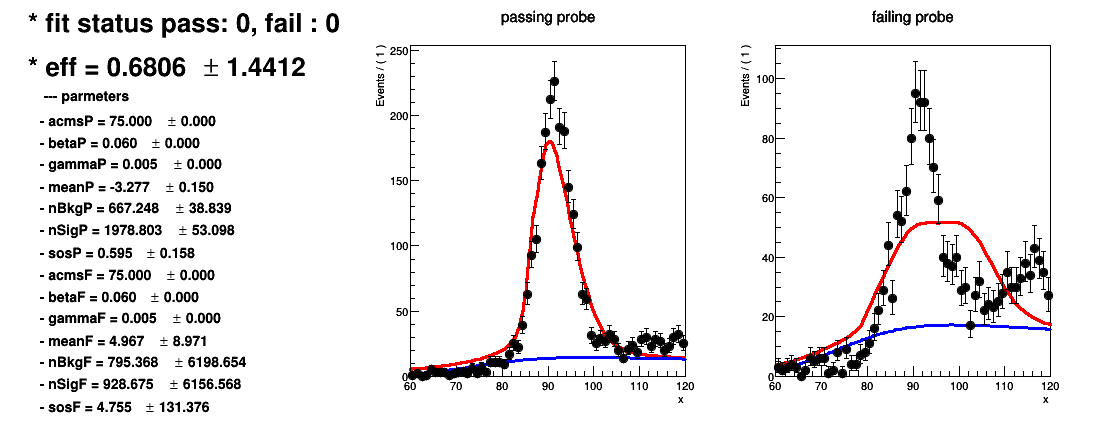 * fit status pass: 0, fail : 0
* eff = 0.6806 ± 1.4412
--- parmeters
- acmsP = 75.000 ± 0.000
- betaP = 0.060 ± 0.000
- gammaP = 0.005 ± 0.000
- meanP = -3.277 ± 0.150
- nBkgP = 667.248 ± 38.839
- nSigP = 1978.803 ± 53.098
- sosP = 0.595 ± 0.158
- acmsF = 75.000 ± 0.000
- betaF = 0.060 ± 0.000
- gammaF = 0.005 ± 0.000
- meanF = 4.967 ± 8.971
- nBkgF = 795.368 ± 6198.654
- nSigF = 928.675 ± 6156.568
- sosF = 4.755 ± 131.376
passing probe
Events / ( 1 )
250
200
150
100
50
0
60 70 80 90 100 110 120
x
failing probe
Events / ( 1 )
100
80
60
40
20
0
60 70 80 90 100 110 120
x